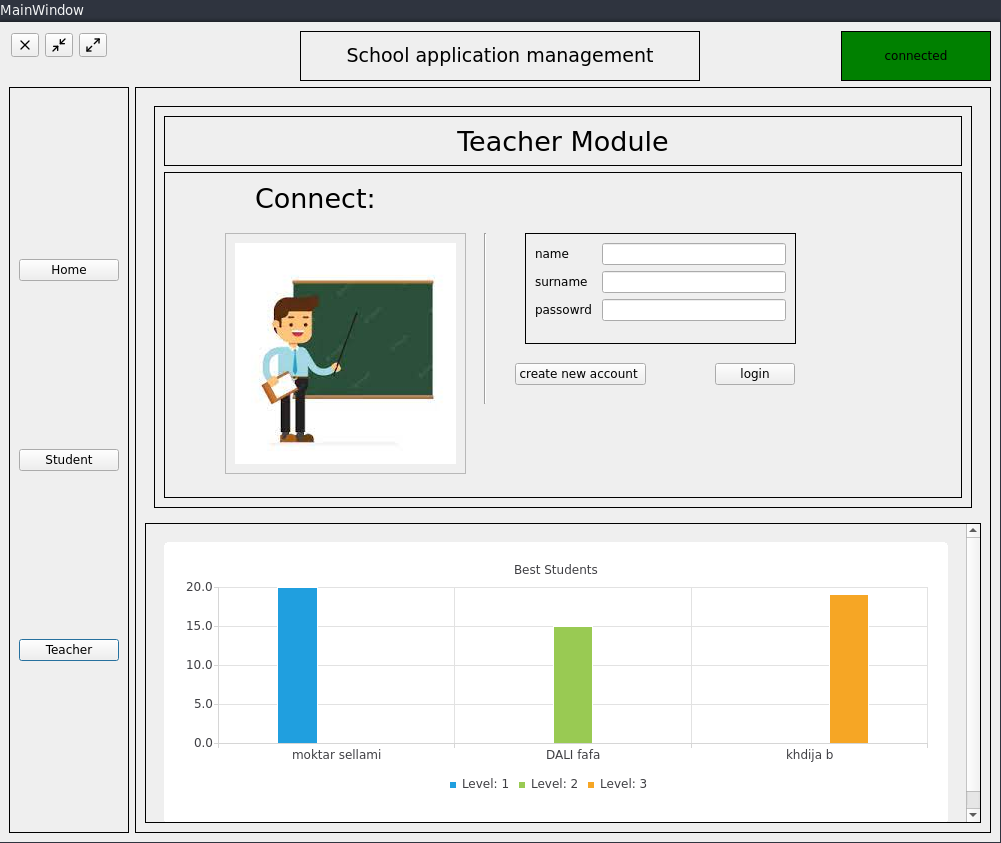 MainWindow
School application management
connected
Home
Student
Teacher
Teacher Module
Connect:
name
surname
passowrd
create new account
login
Best Students
20.0
15.0
10.0
5.0
0.0
moktar sellami
DALI fafa
khdija b
Level: 1 Level: 2 Level: 3